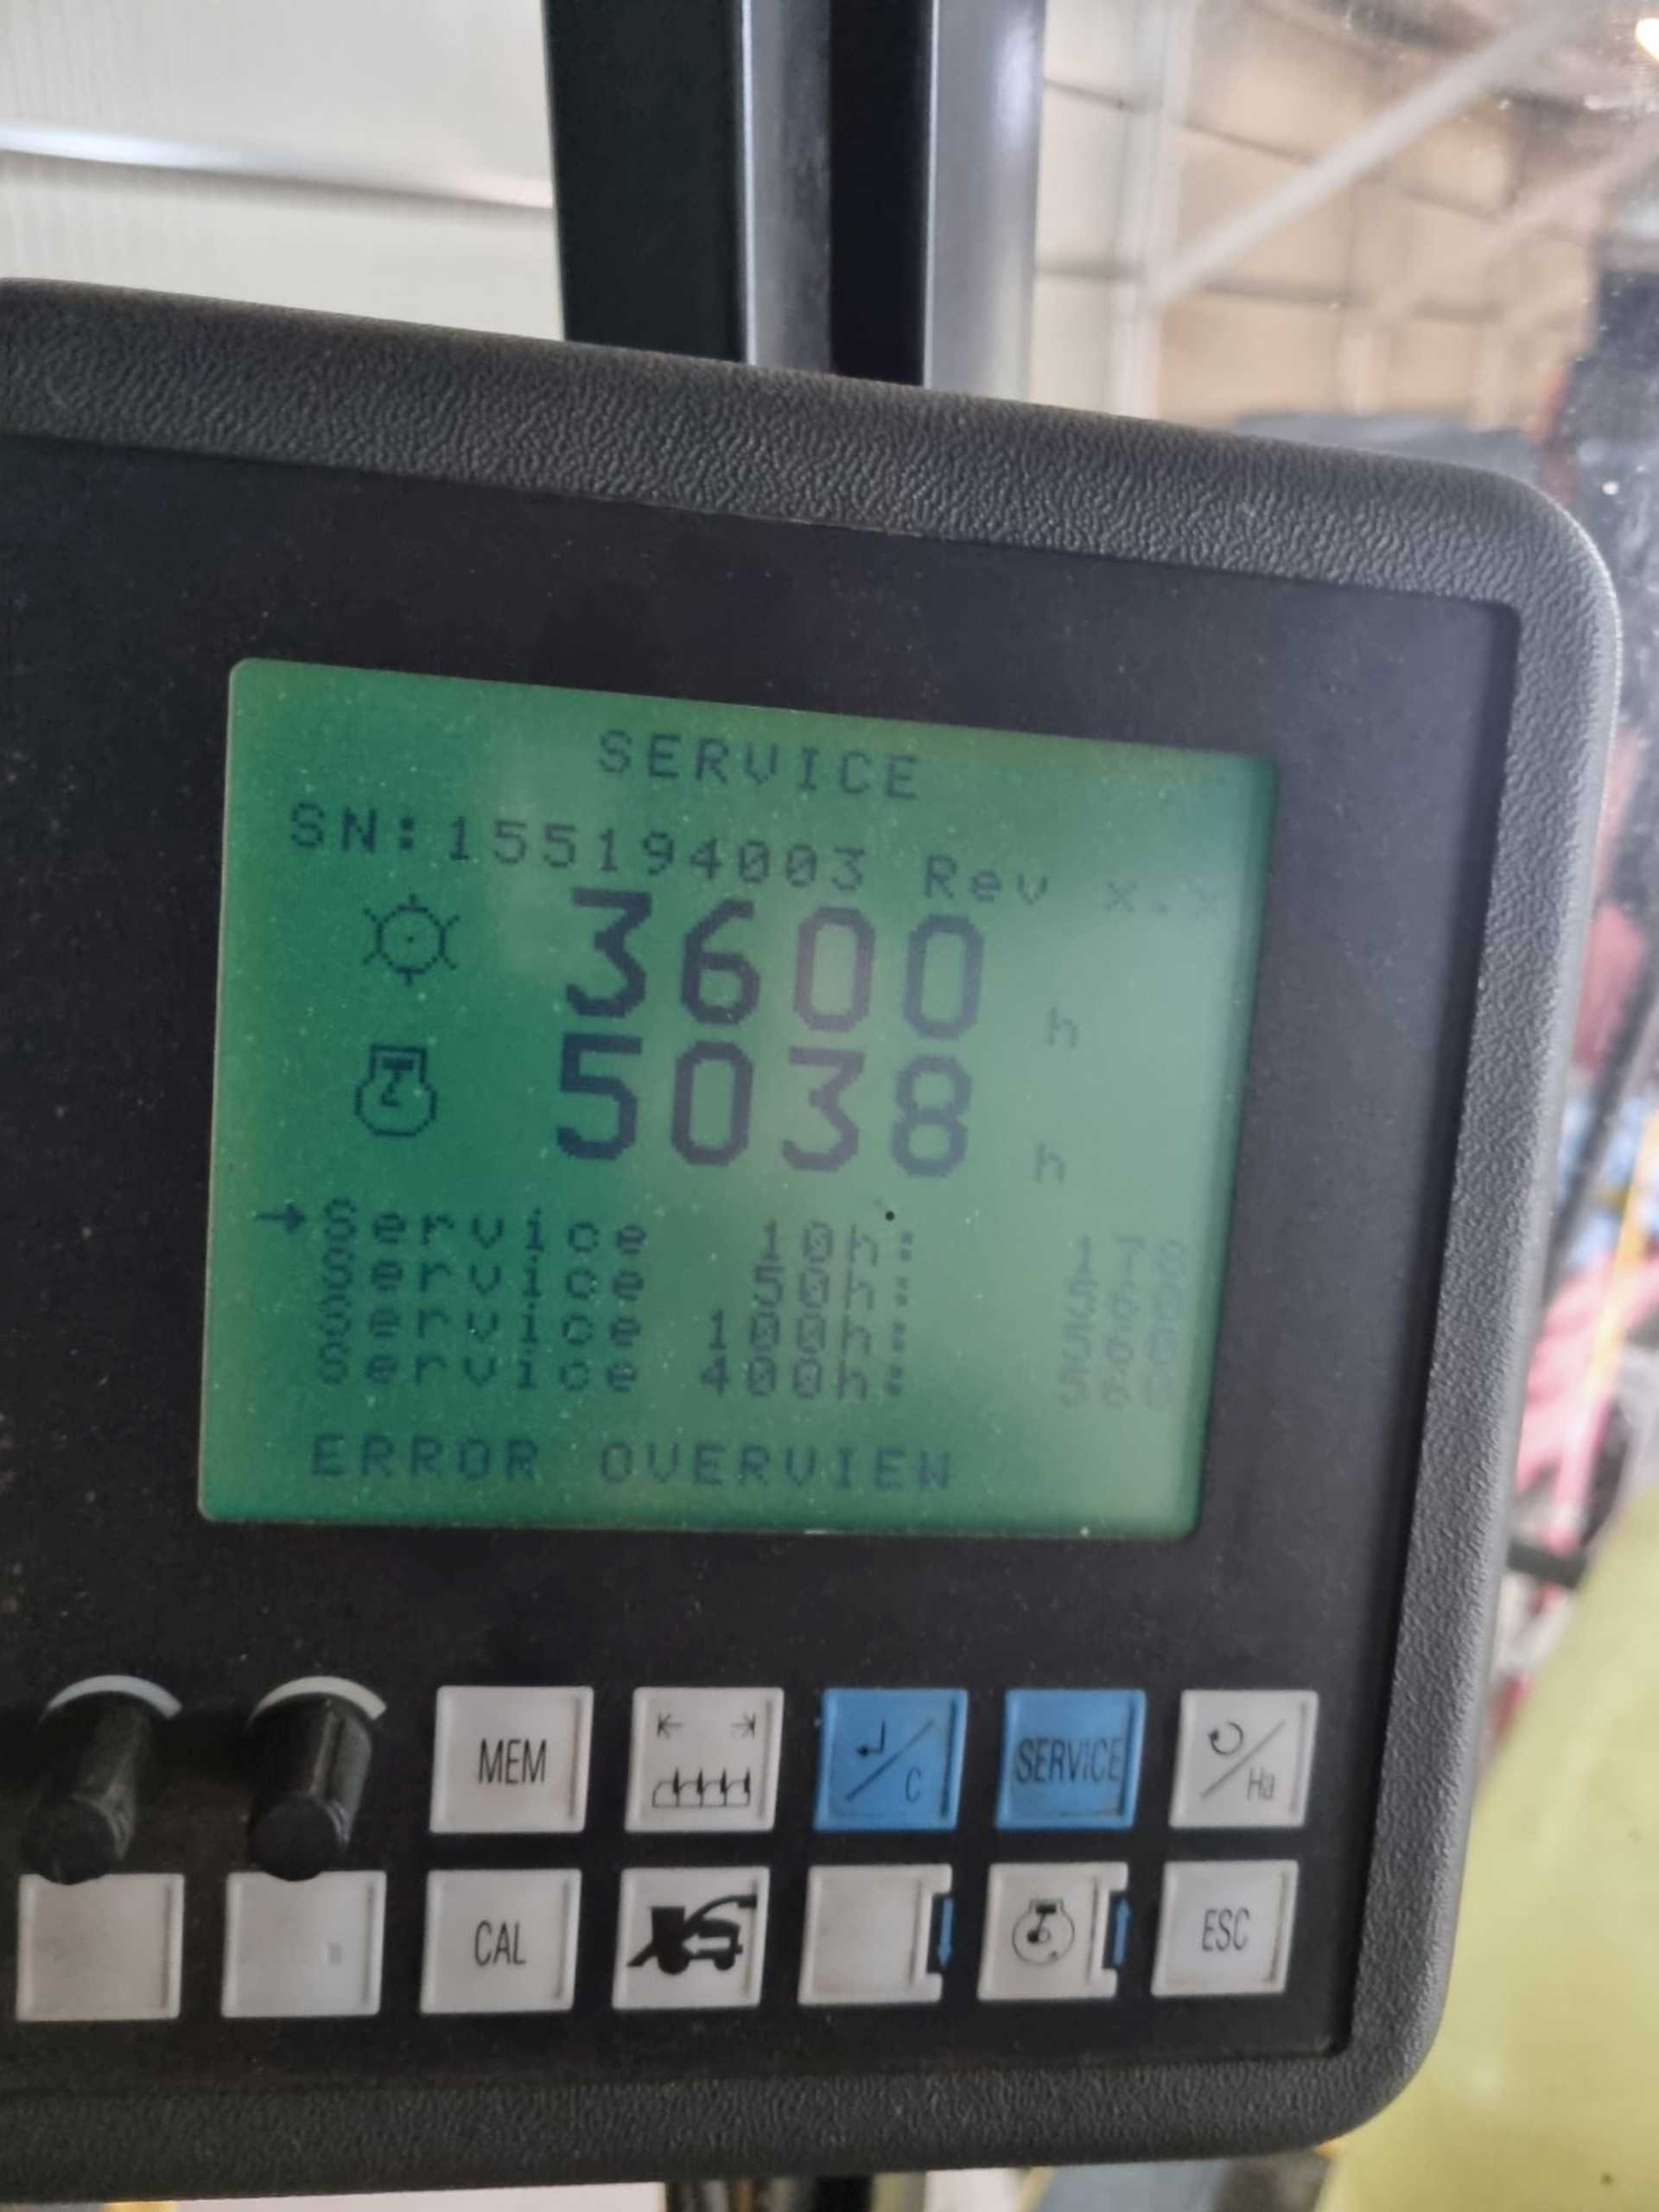 SERVICE
SN:155194003 Rev x.x
3600 h
5038 h
→Service 10h:
Service 50h:
Service 100h:
Service 400h:
ERROR OVERVIEW
MEM
C
SERVICE
Ha
CAL
ESC